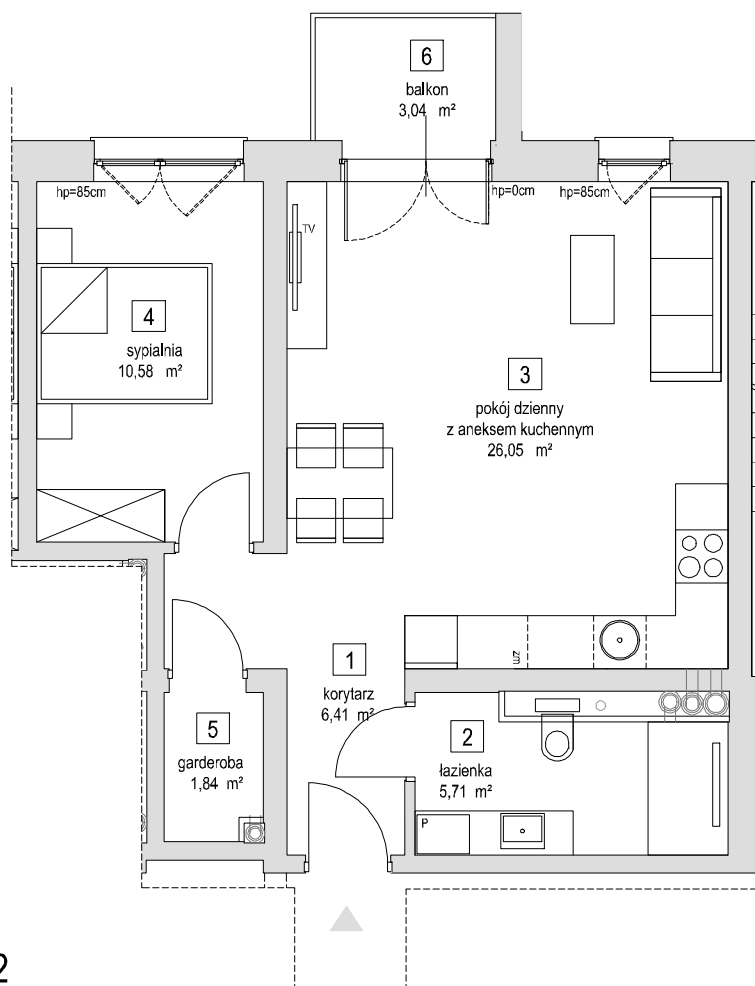 6
balkon
3,04 m²
hp=85cm
hp=0cm
hp=85cm
TV
4
sypialnia
10,58 m²
3
pokój dzienny
z aneksem kuchennym
26,05 m²
zm
1
korytarz
6,41 m²
5
garderoba
1,84 m²
2
łazienka
5,71 m²
P
2